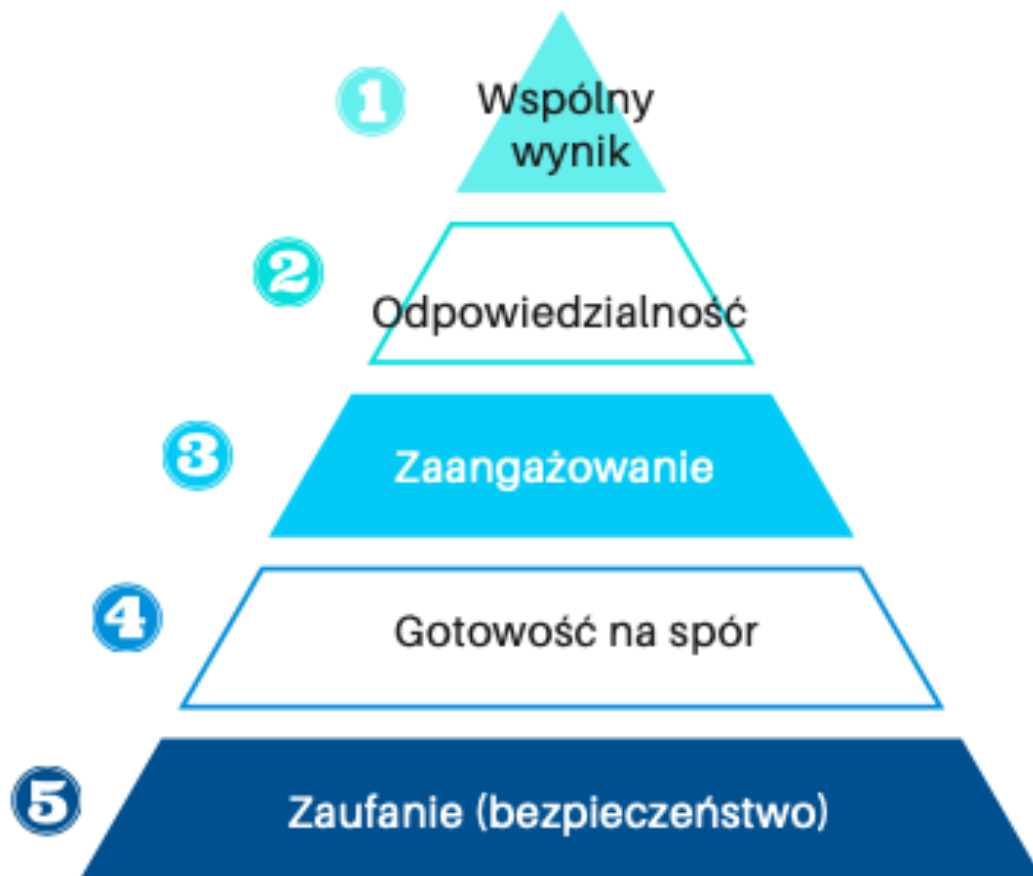 1
Wspólny
wynik
2
Odpowiedzialność
3
Zaangażowanie
4
Gotowość na spór
5
Zaufanie (bezpieczeństwo)